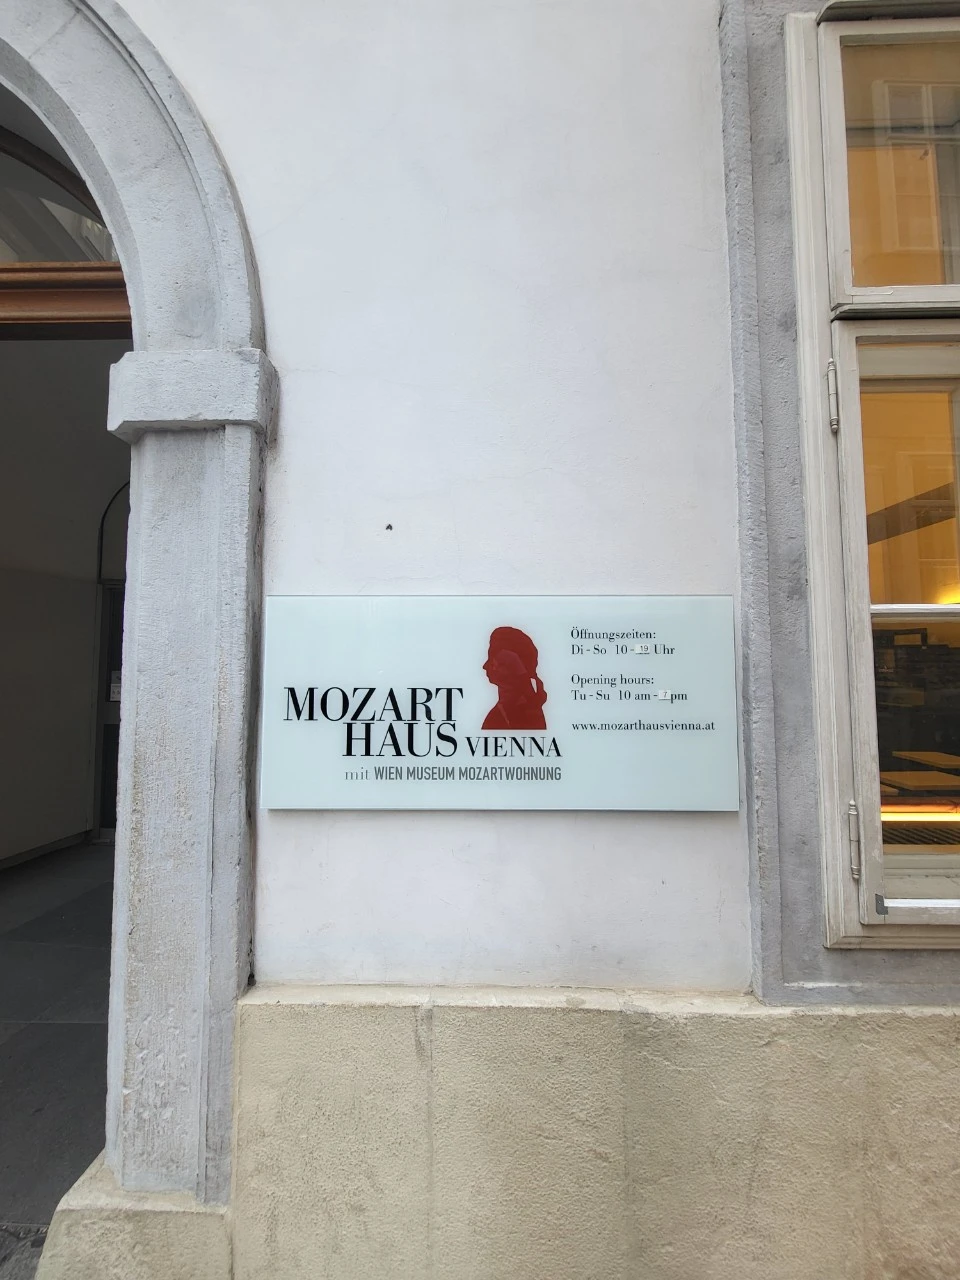 MOZART
HAUS VIENNA
mit WIEN MUSEUM MOZARTWOHNUNG
Öffnungszeiten:
Di - So 10 - 19 Uhr
Opening hours:
Tu - Su 10 am - 7 pm
www.mozarthausvienna.at